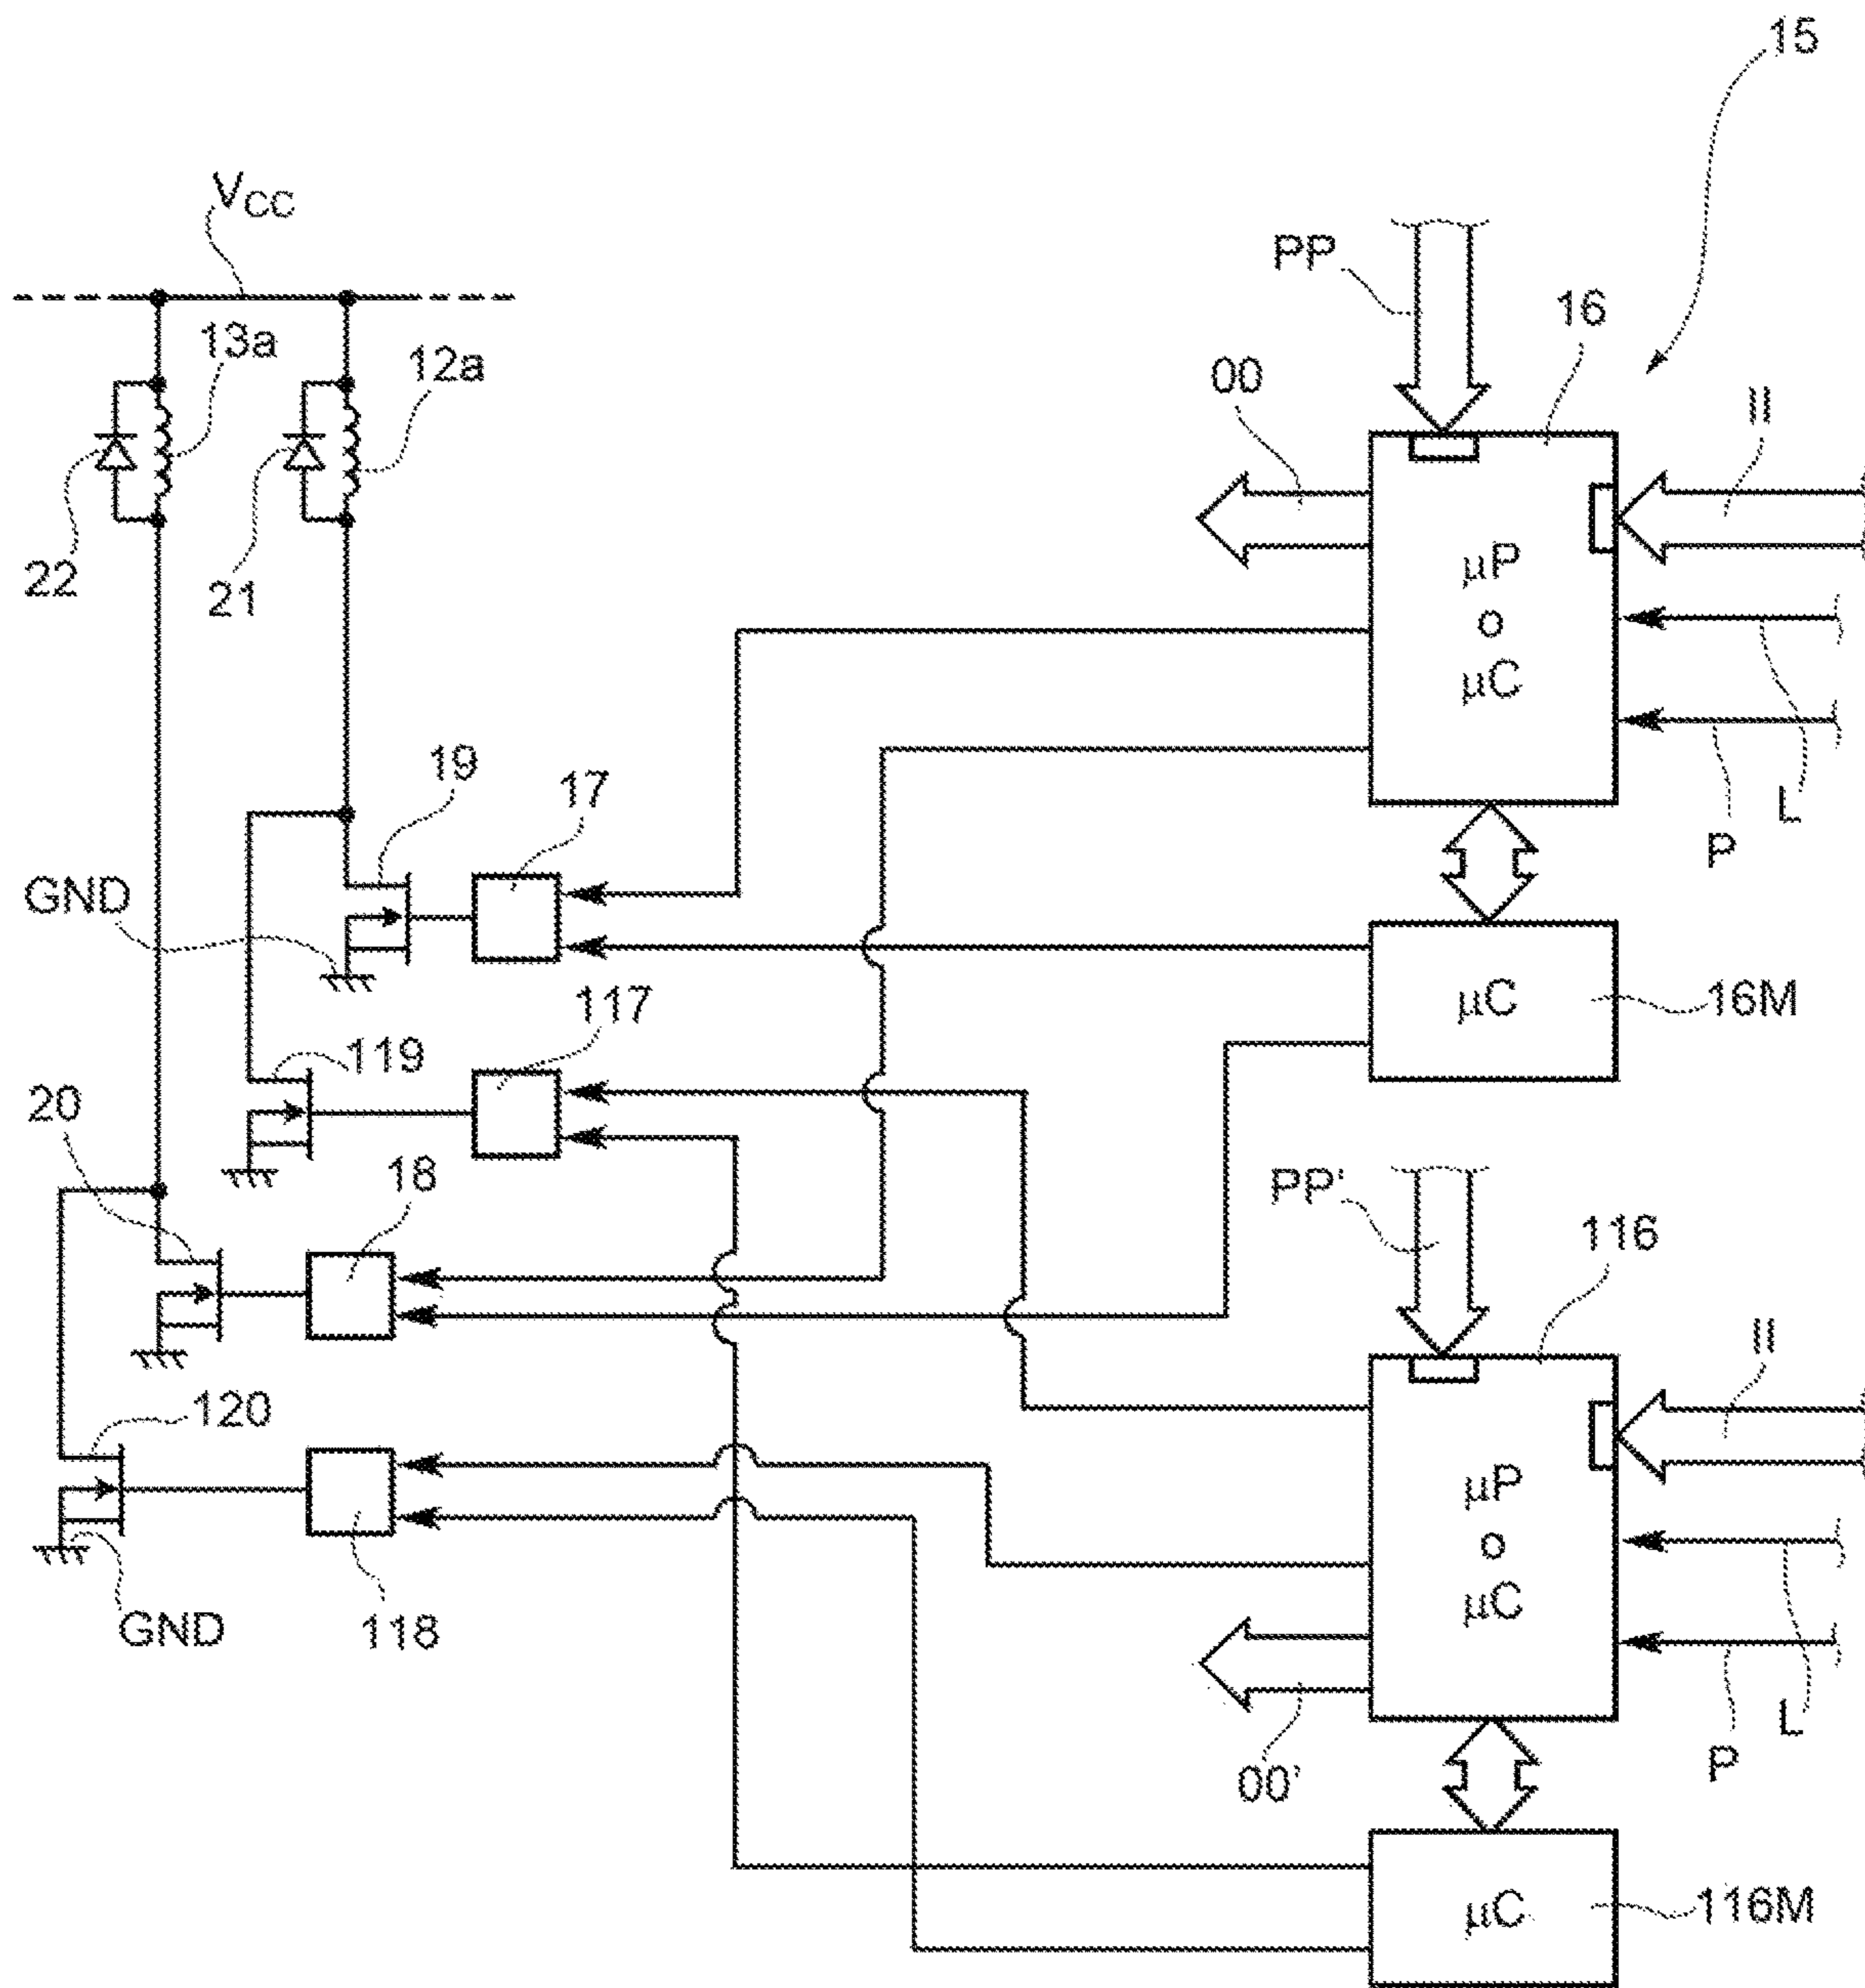 15
VCC
PP
16
13a
12a
00
II
22
21
µP
o
µC
L
P
19
17
GND
16M
µC
117
119
20
18
PP'
116
II
120
µP
o
µC
GND
118
L
P
00'
µC
116M